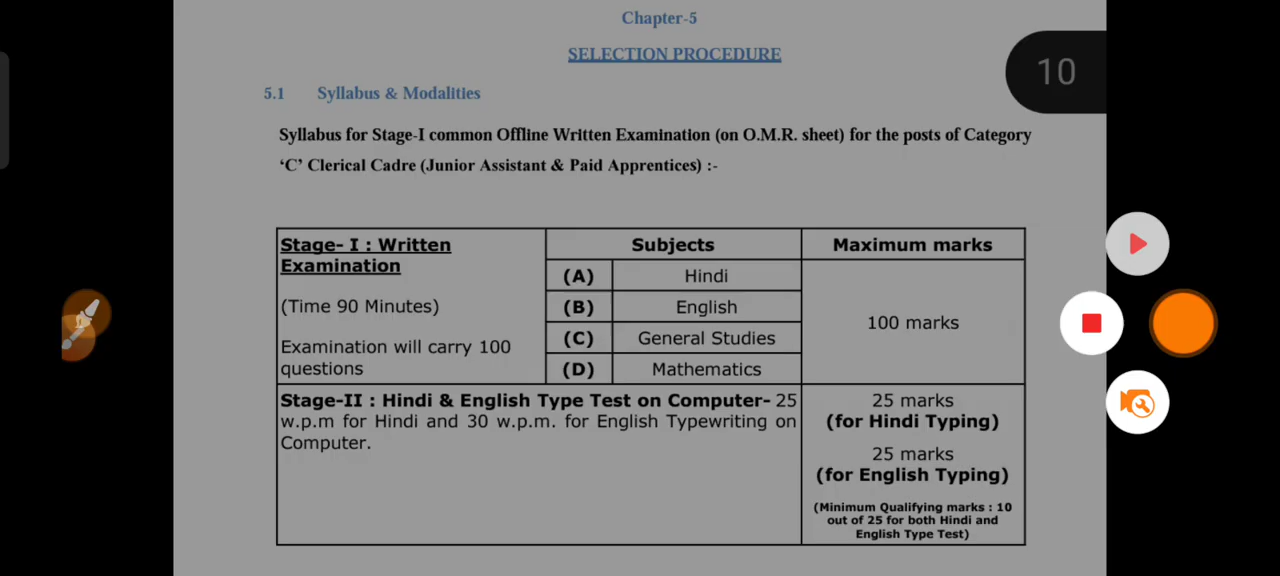 Chapter-5
SELECTION PROCEDURE
10
5.1 Syllabus & Modalities
Syllabus for Stage-I common Offline Written Examination (on O.M.R. sheet) for the posts of Category
‘C’ Clerical Cadre (Junior Assistant & Paid Apprentices) :-
Stage- I : Written
Examination
(Time 90 Minutes)
Examination will carry 100
questions
Subjects
Maximum marks
(A) Hindi
(B) English
(C) General Studies
(D) Mathematics
100 marks
Stage-II : Hindi & English Type Test on Computer- 25
w.p.m for Hindi and 30 w.p.m. for English Typewriting on
Computer.
25 marks
(for Hindi Typing)
25 marks
(for English Typing)
(Minimum Qualifying marks : 10
out of 25 for both Hindi and
English Type Test)